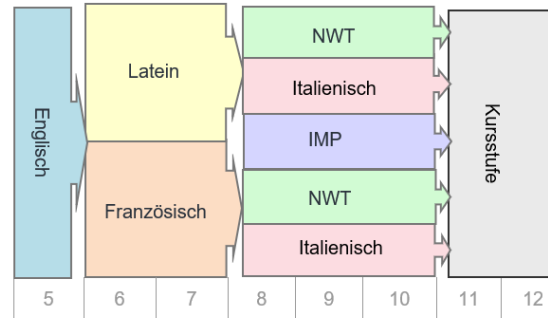 Englisch
Latein
Französisch
NWT
Italienisch
IMP
NWT
Italienisch
Kursstufe
5 6 7 8 9 10 11 12